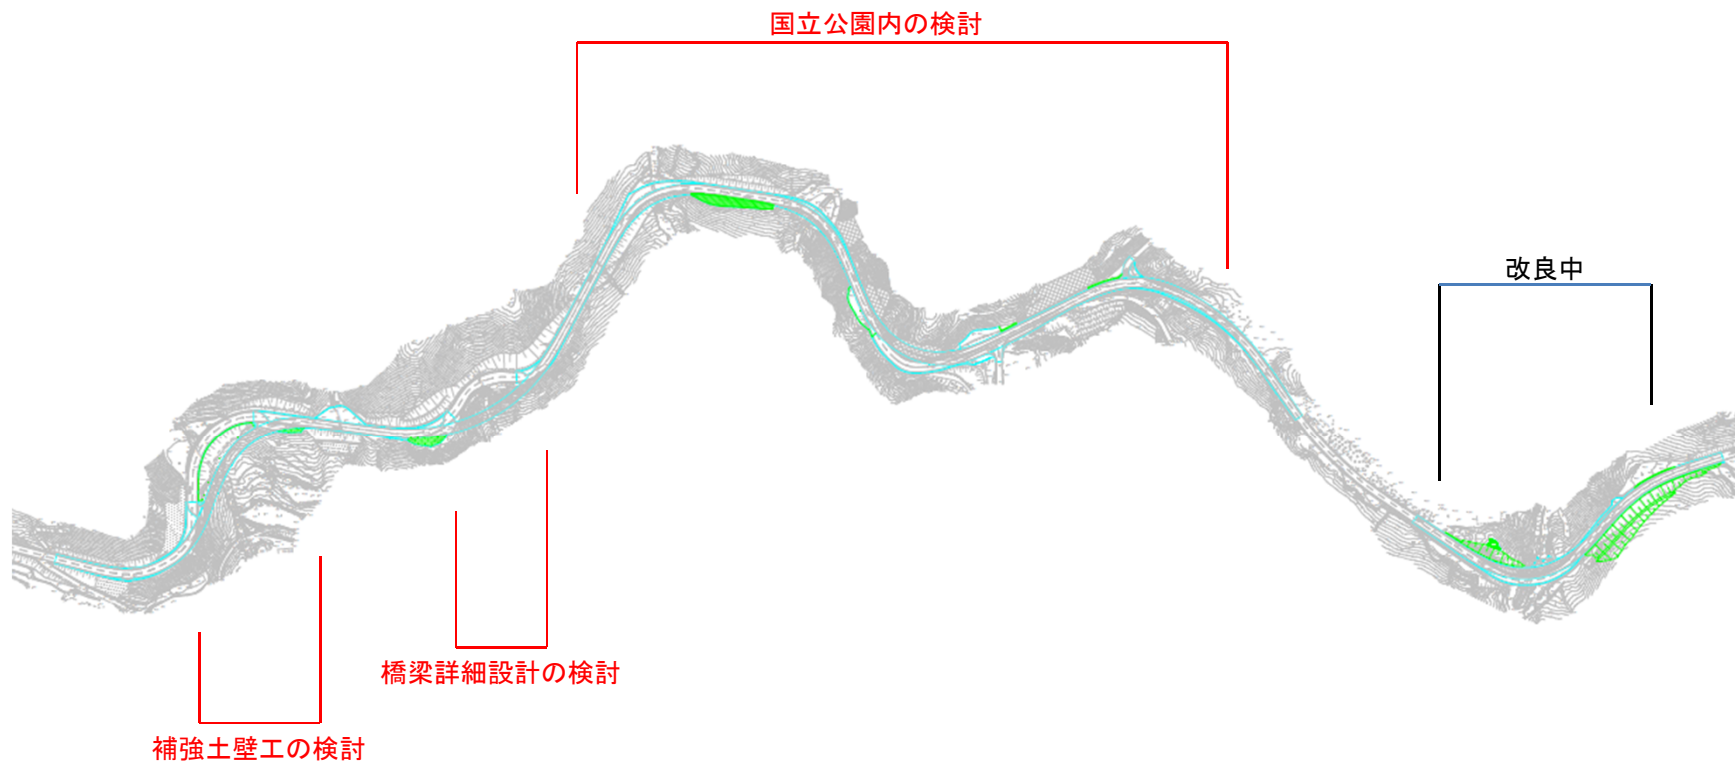 国立公園内の検討
改良中
橋梁詳細設計の検討
補強土壁工の検討